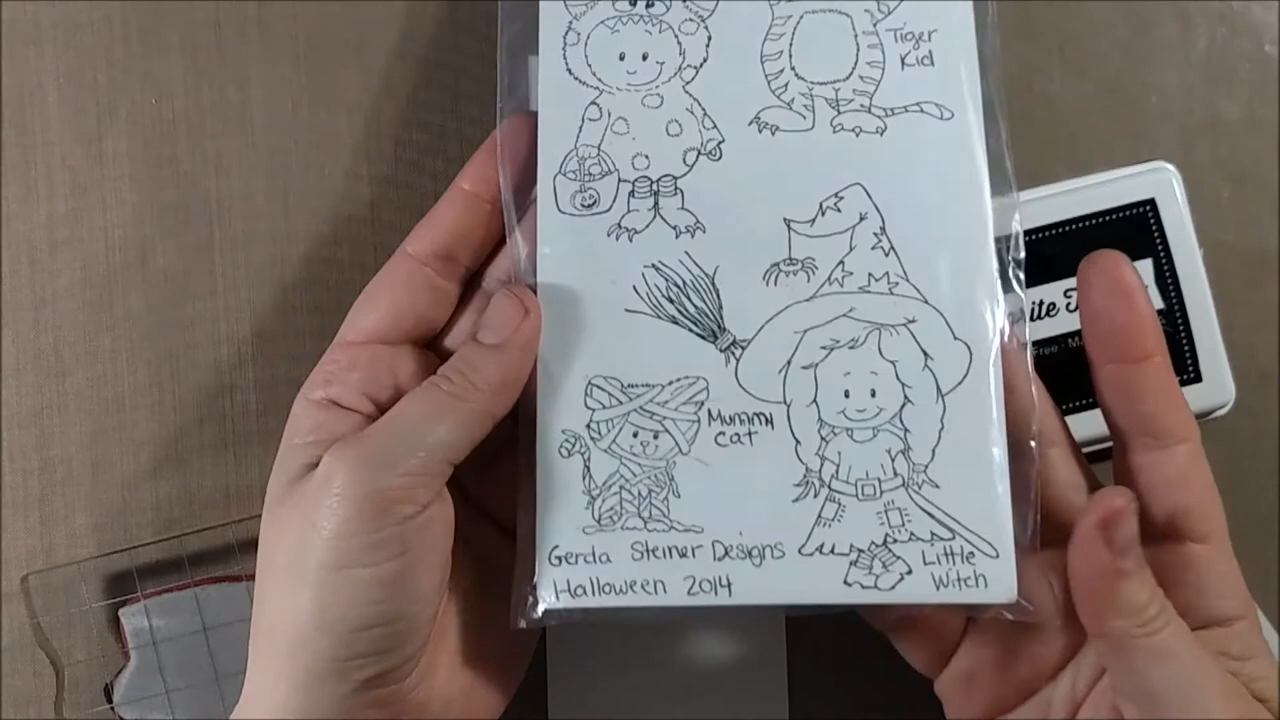 Tiger
Kid
Mummy
Cat
Gerda Steiner Designs
Halloween 2014
Little
Witch